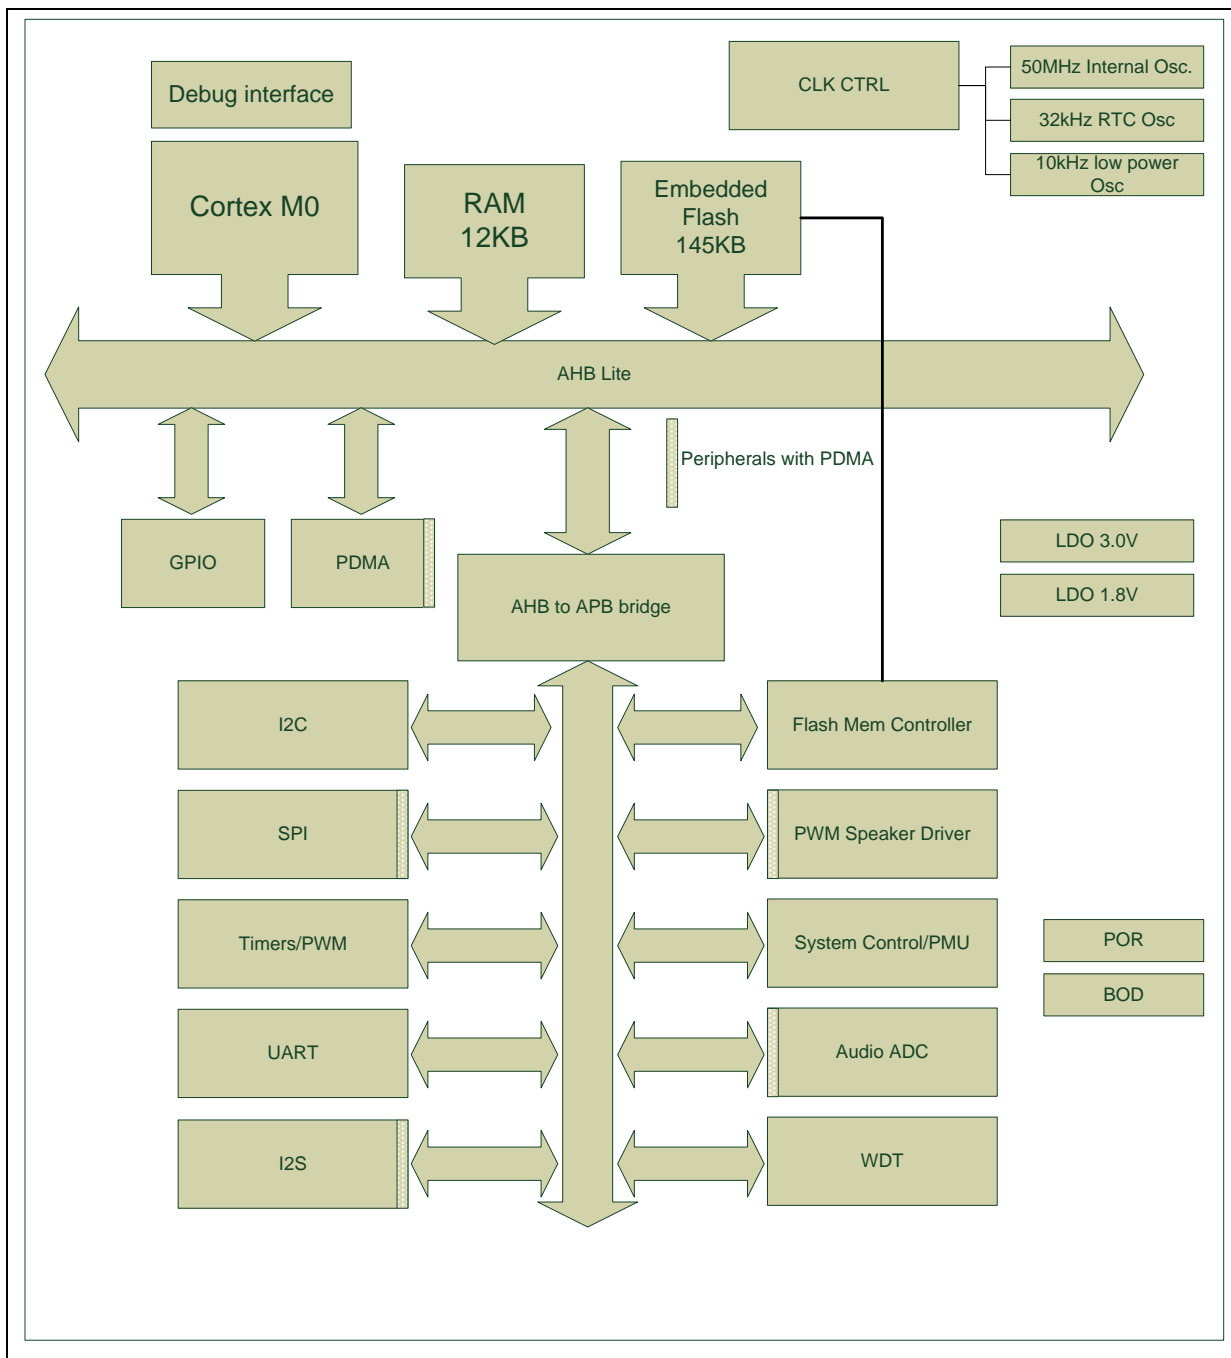 CLK CTRL
50MHz Internal Osc.
32kHz RTC Osc
10kHz low power
Osc
Debug interface
Cortex M0
RAM
12KB
Embedded
Flash
145KB
AHB Lite
Peripherals with PDMA
GPIO
PDMA
LDO 3.0V
LDO 1.8V
AHB to APB bridge
I2C
Flash Mem Controller
SPI
PWM Speaker Driver
Timers/PWM
System Control/PMU
POR
BOD
UART
Audio ADC
I2S
WDT